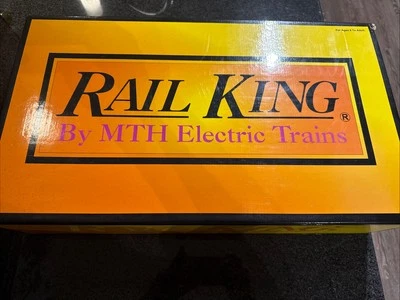 RAIL KING®
By MTH Electric Trains